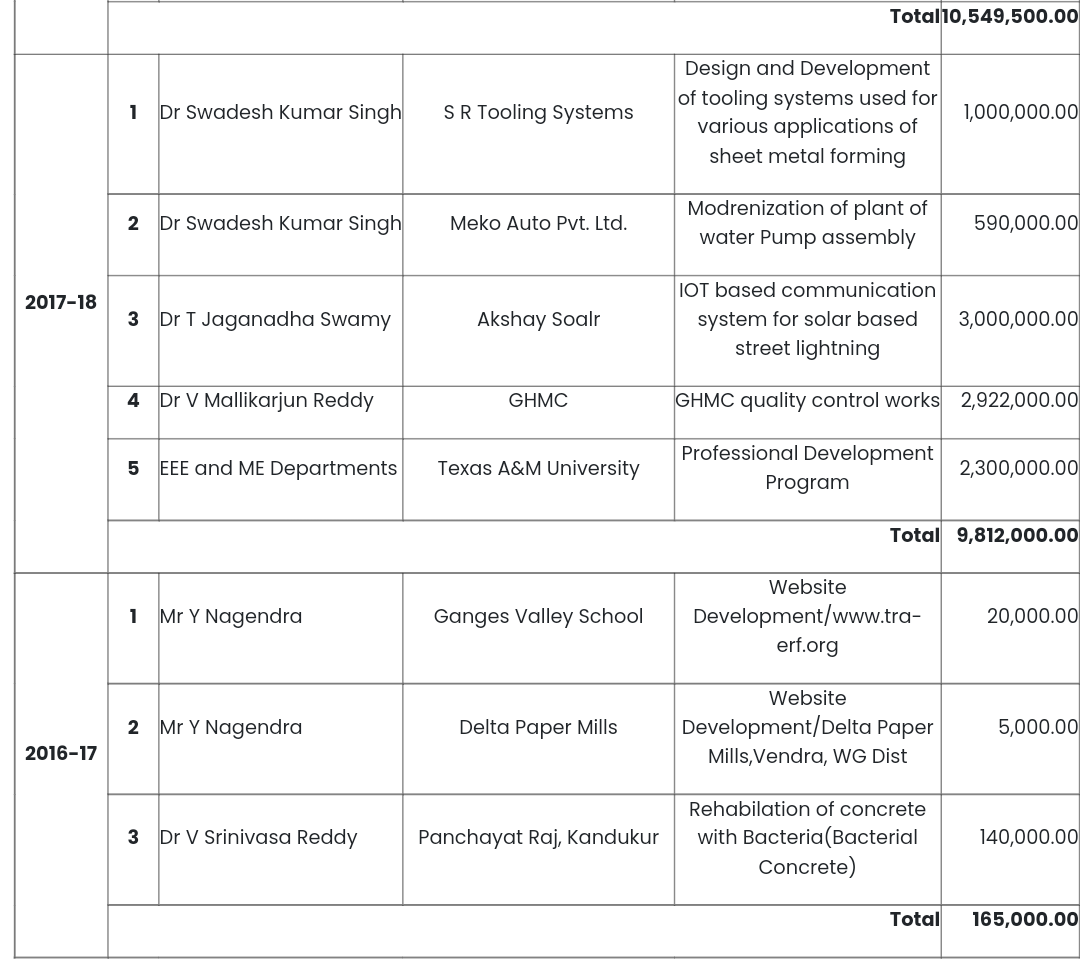 Total 10,549,500.00
2017-18
1 Dr Swadesh Kumar Singh S R Tooling Systems Design and Development
of tooling systems used for
various applications of
sheet metal forming 1,000,000.00
2 Dr Swadesh Kumar Singh Meko Auto Pvt. Ltd. Modrenization of plant of
water Pump assembly 590,000.00
3 Dr T Jaganadha Swamy Akshay Soalr IOT based communication
system for solar based
street lightning 3,000,000.00
4 Dr V Mallikarjun Reddy GHMC GHMC quality control works 2,922,000.00
5 EEE and ME Departments Texas A&M University Professional Development
Program 2,300,000.00
Total 9,812,000.00
2016-17
1 Mr Y Nagendra Ganges Valley School Website
Development/www.tra-
erf.org 20,000.00
2 Mr Y Nagendra Delta Paper Mills Website
Development/Delta Paper
Mills,Vendra, WG Dist 5,000.00
3 Dr V Srinivasa Reddy Panchayat Raj, Kandukur Rehabilation of concrete
with Bacteria(Bacterial
Concrete) 140,000.00
Total 165,000.00